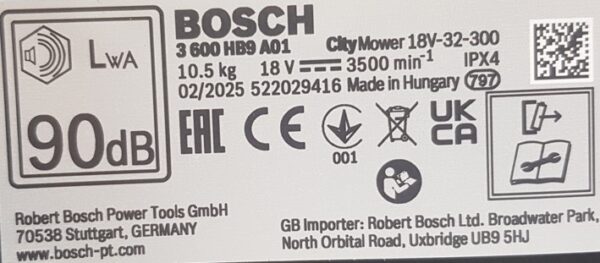 LWA
90dB
BOSCH
3 600 HB9 A01 CityMower 18V-32-300
10.5 kg 18 V ⎓ 3500 min⁻¹ IPX4
02/2025 522029416 Made in Hungary 797
EAC CE 001 UK CA
Robert Bosch Power Tools GmbH
70538 Stuttgart, GERMANY
www.bosch-pt.com
GB Importer: Robert Bosch Ltd. Broadwater Park,
North Orbital Road, Uxbridge UB9 5HJ